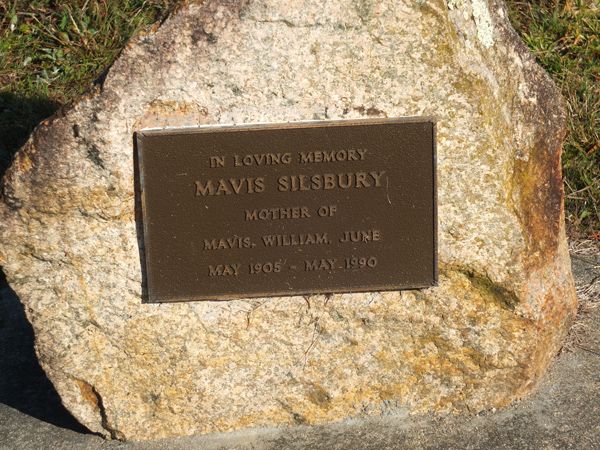 IN LOVING MEMORY
MAVIS SILSBURY
MOTHER OF
MAVIS, WILLIAM, JUNE
MAY 1905 - MAY 1990